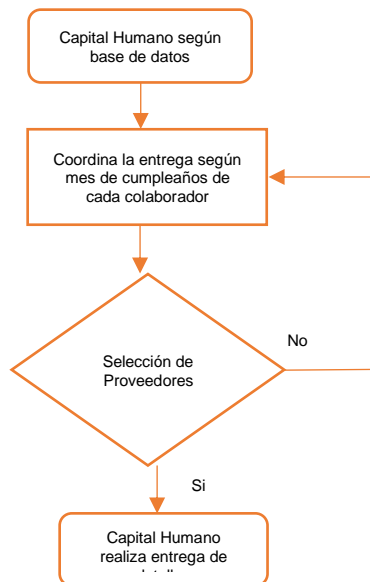 Capital Humano según
base de datos
Coordina la entrega según
mes de cumpleaños de
cada colaborador
Selección de
Proveedores
No
Si
Capital Humano
realiza entrega de